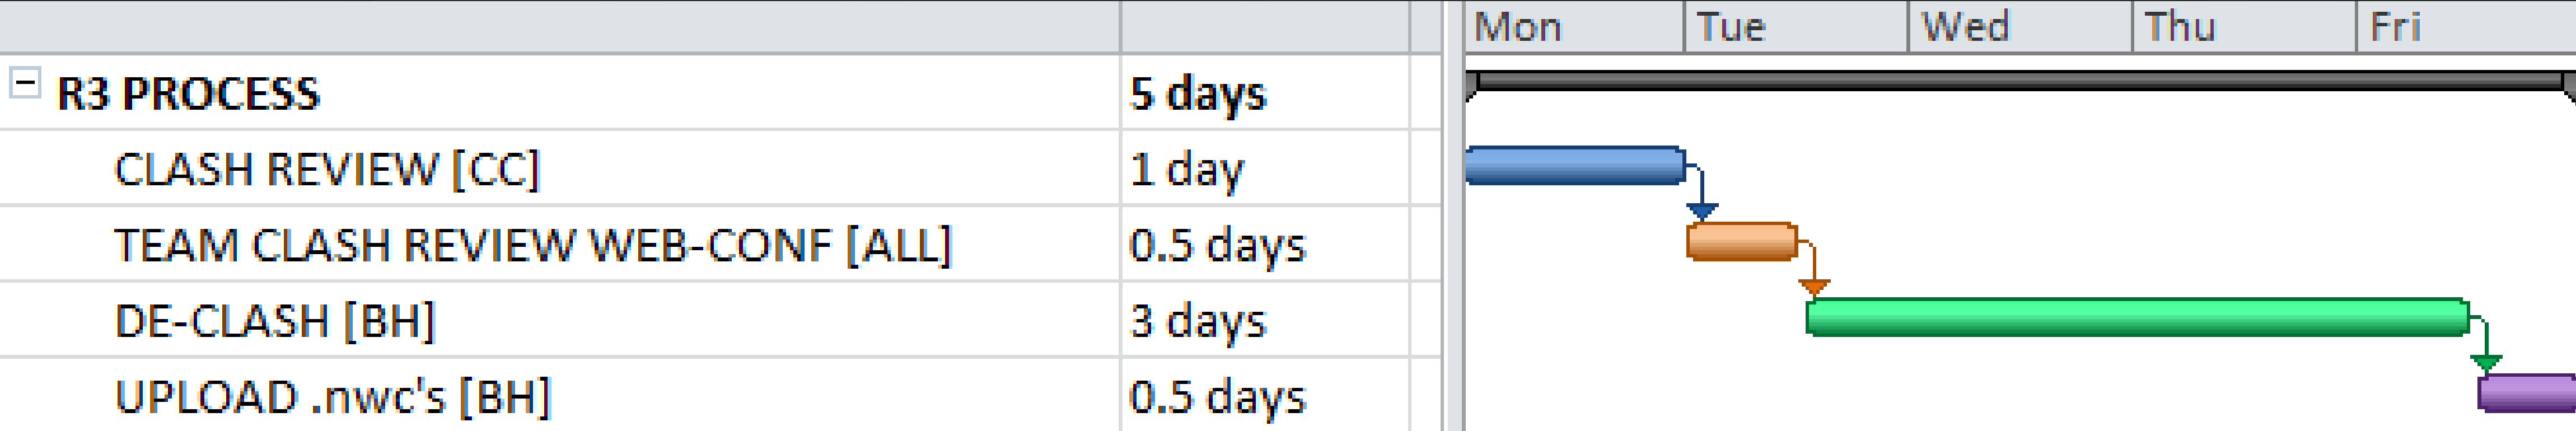 Mon Tue Wed Thu Fri
R3 PROCESS 5 days
CLASH REVIEW [CC] 1 day
TEAM CLASH REVIEW WEB-CONF [ALL] 0.5 days
DE-CLASH [BH] 3 days
UPLOAD .nwc's [BH] 0.5 days